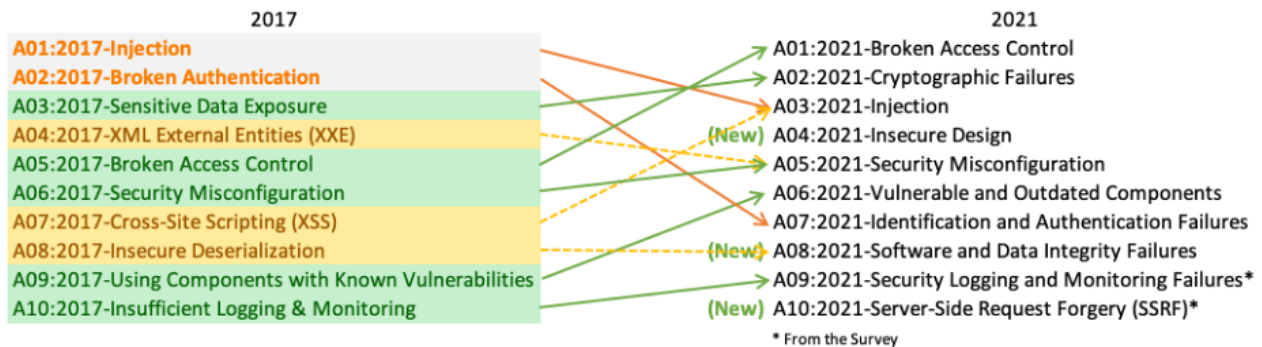 2017
A01:2017-Injection
A02:2017-Broken Authentication
A03:2017-Sensitive Data Exposure
A04:2017-XML External Entities (XXE)
A05:2017-Broken Access Control
A06:2017-Security Misconfiguration
A07:2017-Cross-Site Scripting (XSS)
A08:2017-Insecure Deserialization
A09:2017-Using Components with Known Vulnerabilities
A10:2017-Insufficient Logging & Monitoring
2021
A01:2021-Broken Access Control
A02:2021-Cryptographic Failures
A03:2021-Injection
(New) A04:2021-Insecure Design
A05:2021-Security Misconfiguration
A06:2021-Vulnerable and Outdated Components
A07:2021-Identification and Authentication Failures
(New) A08:2021-Software and Data Integrity Failures
A09:2021-Security Logging and Monitoring Failures*
(New) A10:2021-Server-Side Request Forgery (SSRF)*
* From the Survey